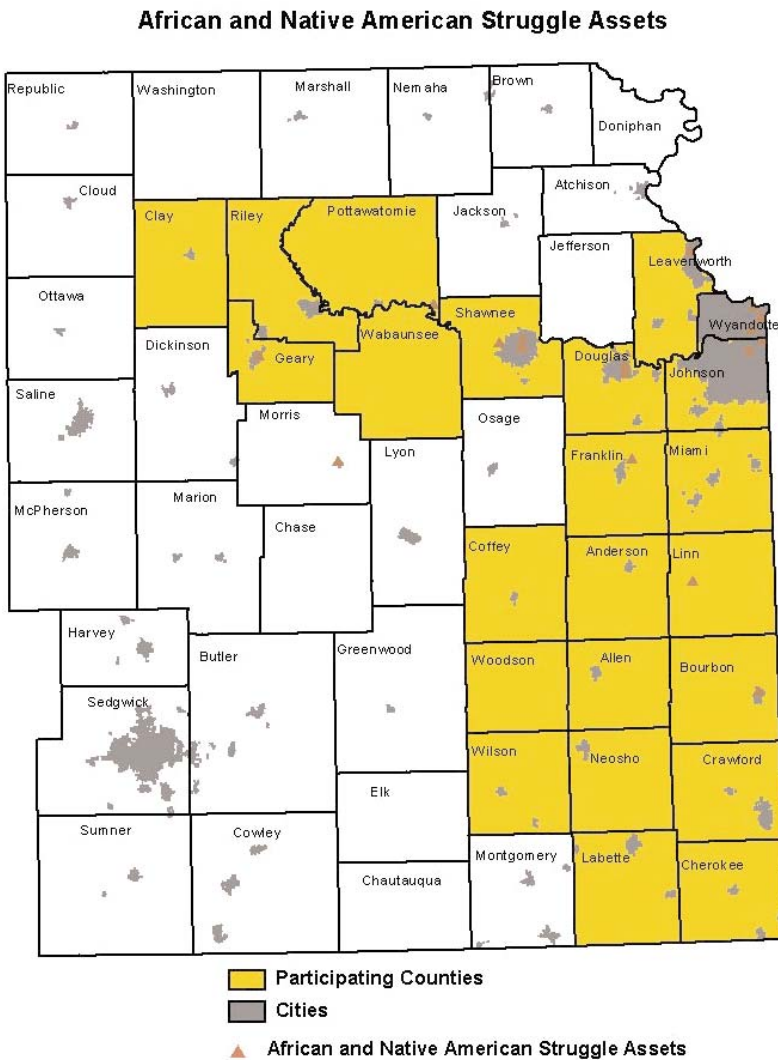 African and Native American Struggle Assets
Republic
Washington
Marshall
Nemaha
Brown
Doniphan
Cloud
Atchison
Clay
Riley
Pottawatomie
Jackson
Jefferson
Leavenworth
Ottawa
Wyandotte
Dickinson
Geary
Wabaunsee
Shawnee
Douglas
Johnson
Saline
Morris
Lyon
Osage
Franklin
Miami
McPherson
Marion
Chase
Coffey
Anderson
Linn
Harvey
Butler
Greenwood
Woodson
Allen
Bourbon
Sedgwick
Wilson
Neosho
Crawford
Elk
Sumner
Cowley
Chautauqua
Montgomery
Labette
Cherokee
Participating Counties
Cities
African and Native American Struggle Assets